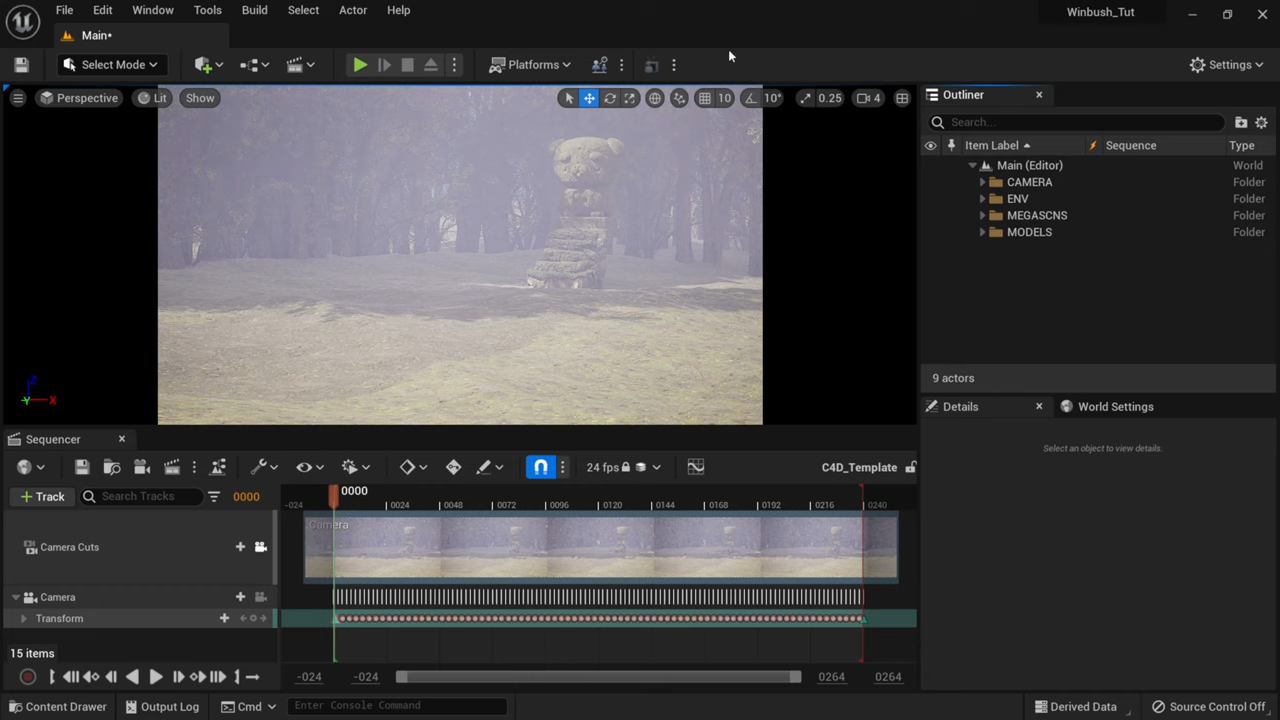 File Edit Window Tools Build Select Actor Help Winbush_Tut
Main*
Select Mode Platforms Settings
Perspective Lit Show 10 10° 0.25 4 Outliner
Search...
Item Label Sequence Type
Main (Editor) World
CAMERA Folder
ENV Folder
MEGASCNS Folder
MODELS Folder
X
9 actors
Details World Settings
Select an object to view details.
Sequencer
24 fps C4D_Template
+ Track Search Tracks 0000 0000
-024 0024 0048 0072 0096 0120 0144 0168 0192 0216 0240
Camera
Camera Cuts
Camera
Transform
15 items
-024 -024 0264 0264
Content Drawer Output Log Cmd Enter Console Command Derived Data Source Control Off